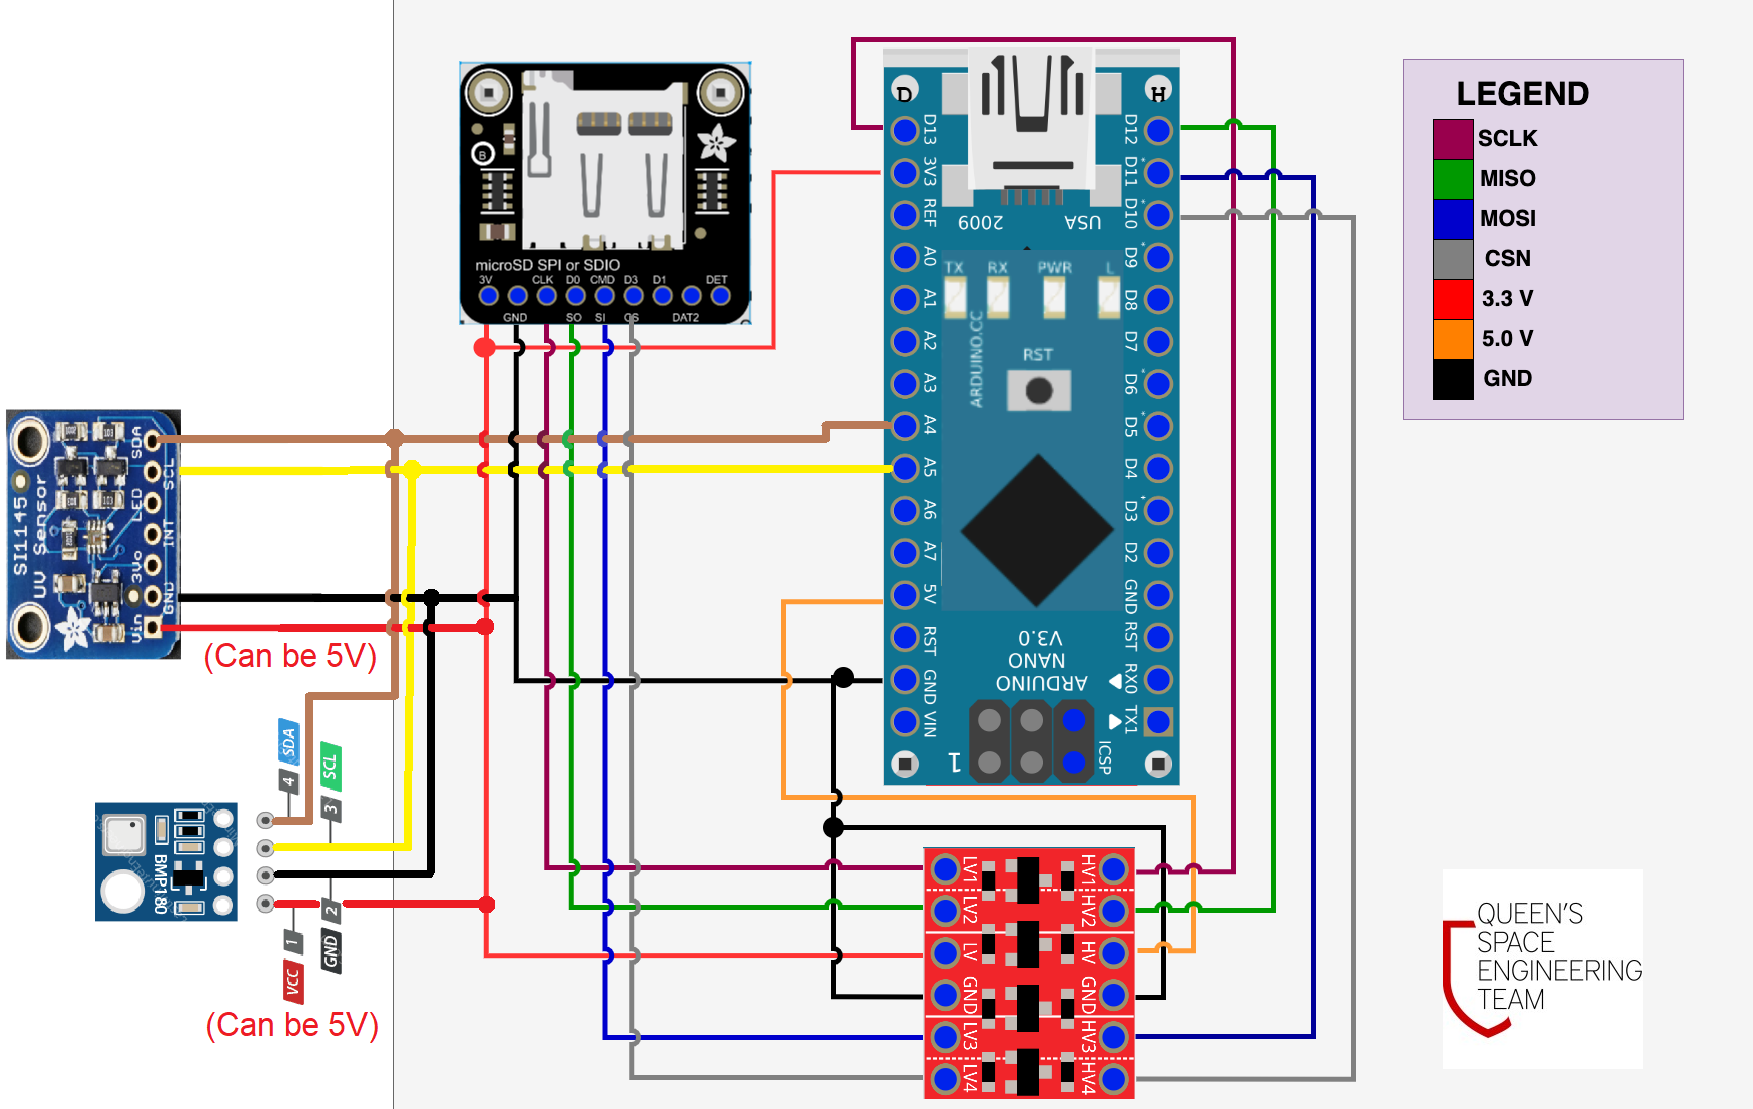 LEGEND
SCLK
MISO
MOSI
CSN
3.3 V
5.0 V
GND
B
microSD SPI or SDIO
3V
CLK
D0
CMD
D3
D1
DET
GND
SO
SI
CS
DAT2
D
H
D13
3V3
REF
A0
A1
A2
A3
A4
A5
A6
A7
5V
RST
GND
VIN
D12
D11
D10
D9
D8
D7
D6
D5
D4
D3
D2
GND
RST
RX0
TX1
2009
USA
TX
RX
PWR
L
ARDUINO.CC
RST
V3.0
NANO
ARDUINO
1
ICSP
SI1145
UV Sensor
SDA
SCL
LED
INT
3Vo
GND
Vin
103
(Can be 5V)
SDA
4
SCL
3
BMP180
2
GND
1
VCC
(Can be 5V)
LV1
LV2
LV
GND
LV3
LV4
HV1
HV2
HV
GND
HV3
HV4
QUEEN'S
SPACE
ENGINEERING
TEAM